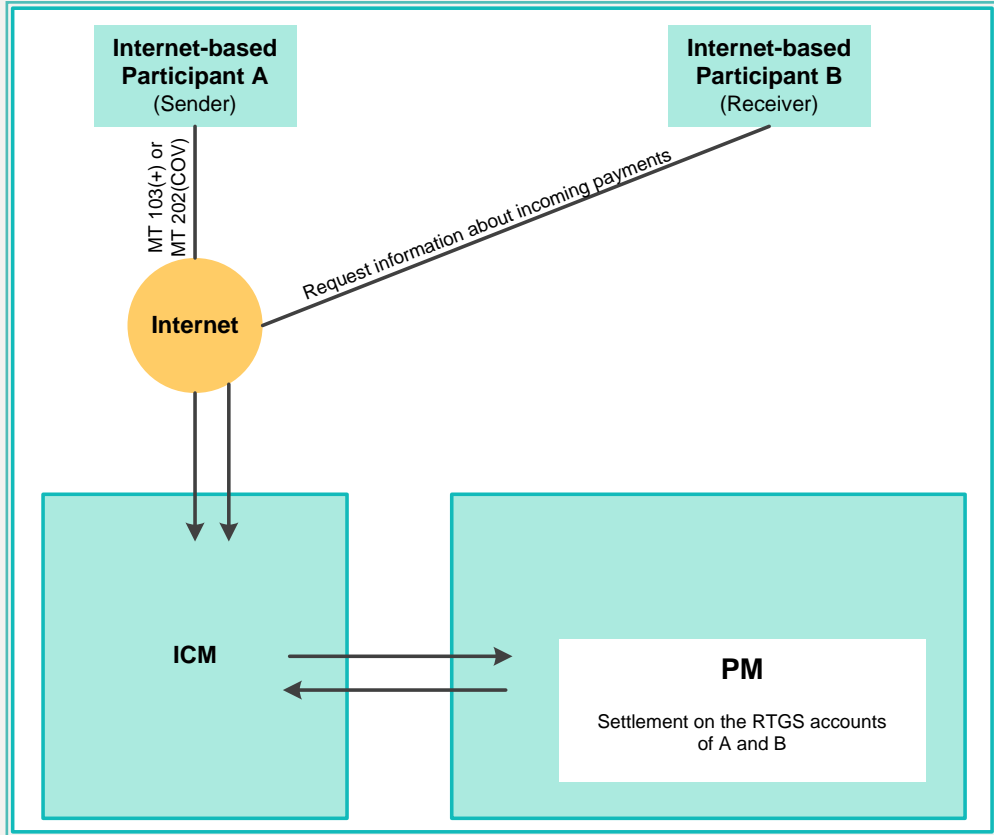 Internet-based
Participant A
(Sender)
Internet-based
Participant B
(Receiver)
MT 103(+) or
MT 202(COV)
Request information about incoming payments
Internet
ICM
PM
Settlement on the RTGS accounts
of A and B